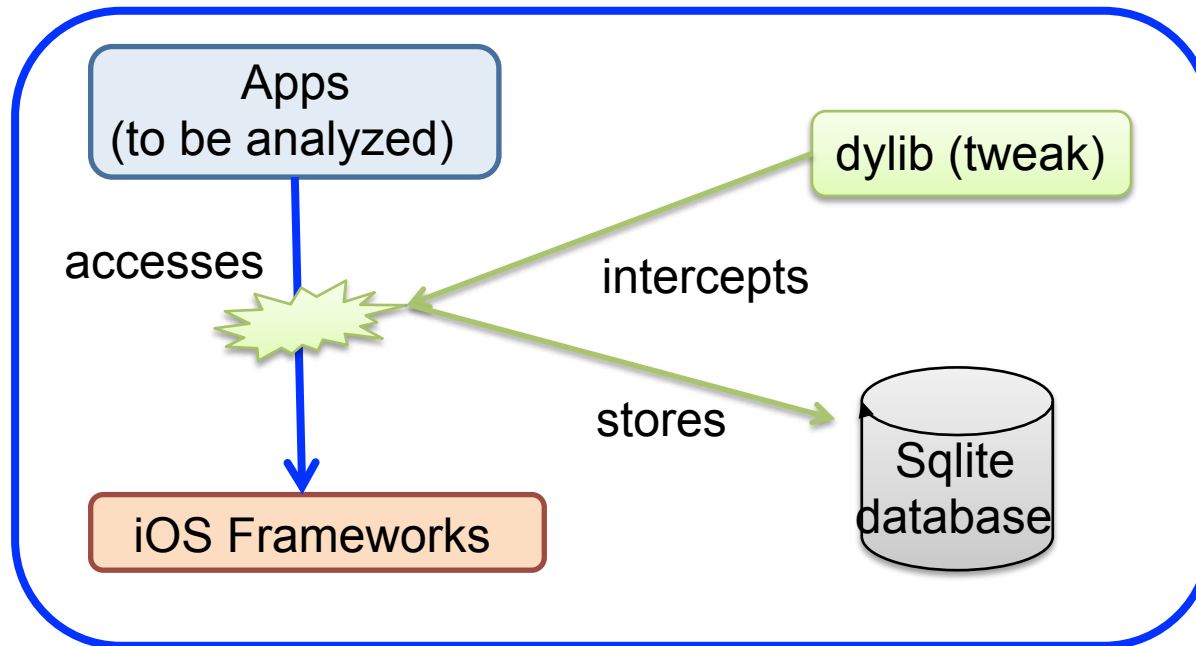 Apps
(to be analyzed)
dylib (tweak)
accesses
intercepts
stores
Sqlite
database
iOS Frameworks